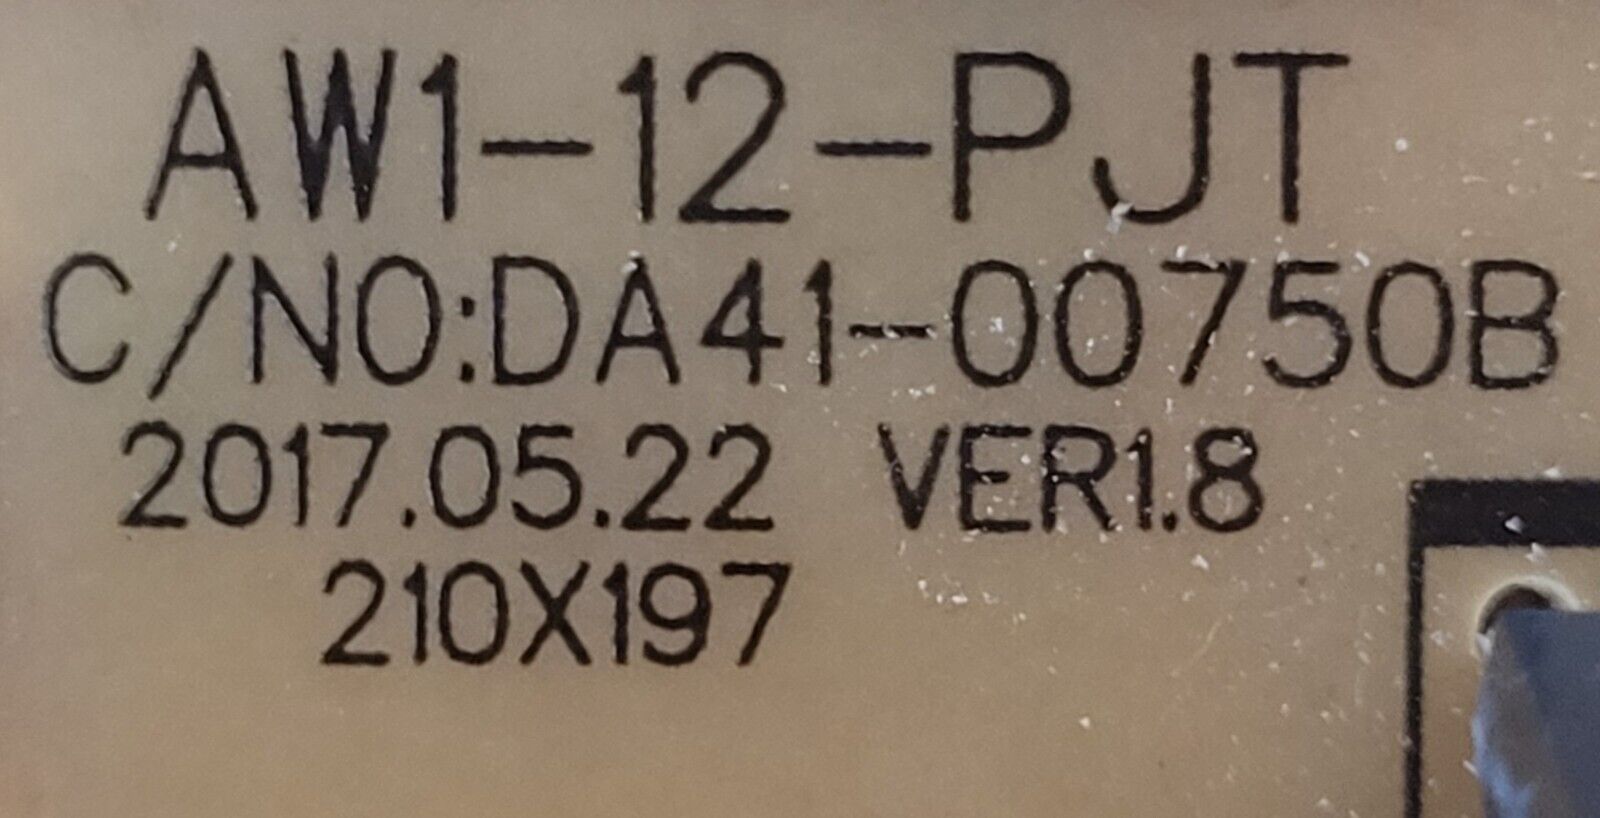 AW1-12-PJT
C/NO:DA41-00750B
2017.05.22 VER1.8
210X197